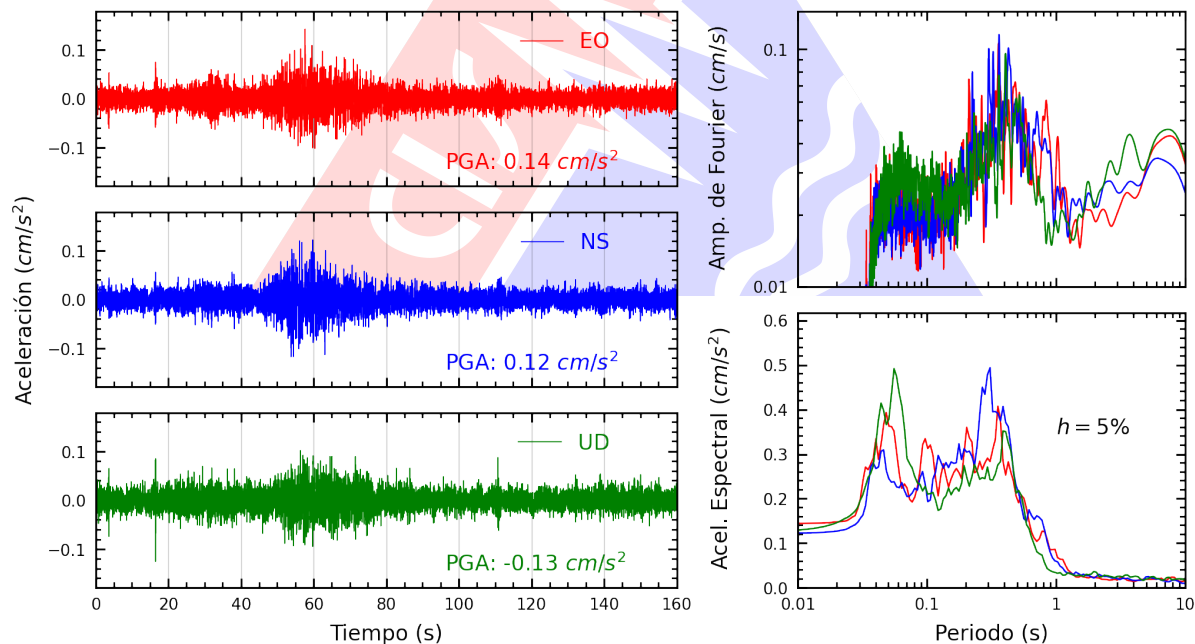 Aceleración (cm/s²)
0.1
0.0
−0.1
EO
PGA: 0.14 cm/s²
0.1
0.0
−0.1
NS
PGA: 0.12 cm/s²
0.1
0.0
−0.1
UD
PGA: -0.13 cm/s²
0 20 40 60 80 100 120 140 160
Tiempo (s)
Amp. de Fourier (cm/s)
0.1
0.01
Acel. Espectral (cm/s²)
0.6
0.5
0.4
0.3
0.2
0.1
0.0
h = 5%
0.01 0.1 1 10
Periodo (s)